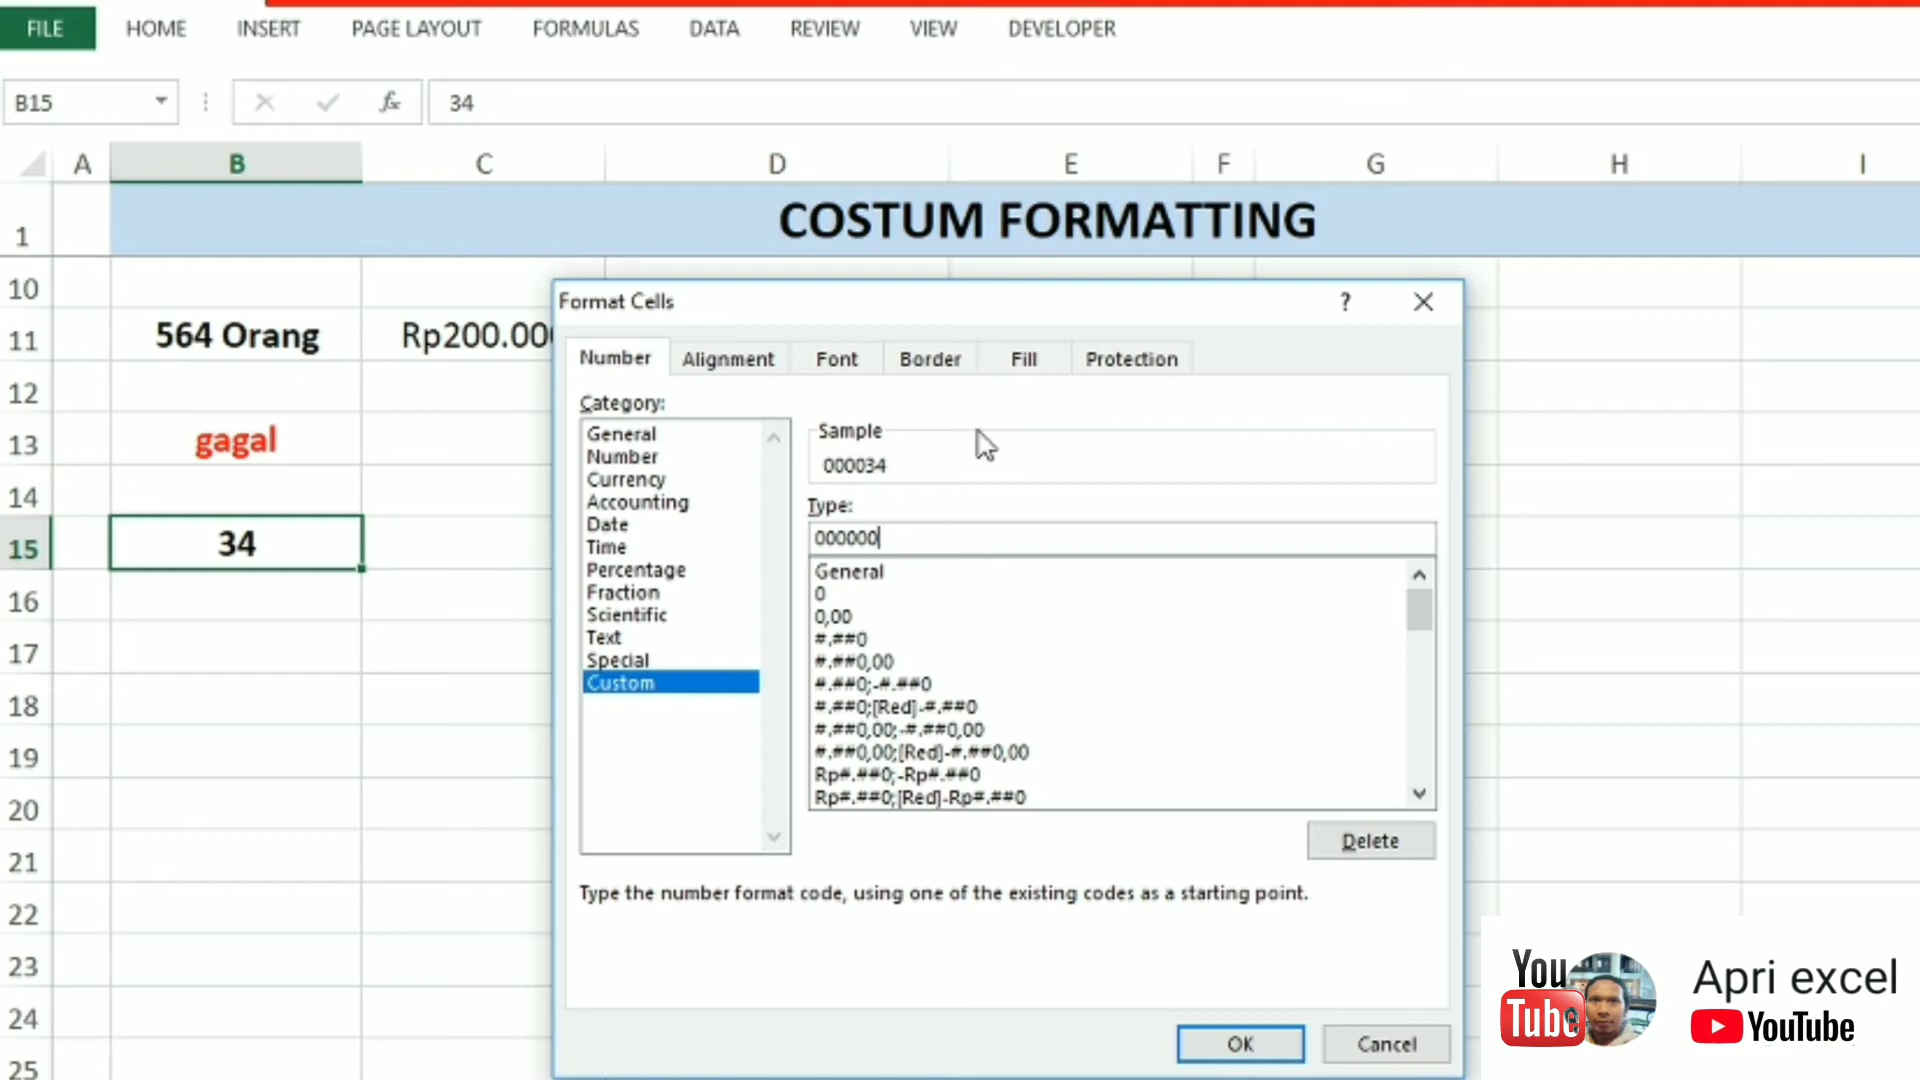 FILE HOME INSERT PAGE LAYOUT FORMULAS DATA REVIEW VIEW DEVELOPER
B15 fx 34
A B C D E F G H I
1 COSTUM FORMATTING
10
11 564 Orang Rp200.000
12
13 gagal
14
15 34
16
17
18
19
20
21
22
23
24
25
Format Cells ?
Number Alignment Font Border Fill Protection
Category:
General
Number
Currency
Accounting
Date
Time
Percentage
Fraction
Scientific
Text
Special
Custom
Sample
000034
Type:
000000
General
0
0,00
#.##0
#.##0,00
#.##0;-#.##0
#.##0;[Red]-#.##0
#.##0,00;-#.##0,00
#.##0,00;[Red]-#.##0,00
Rp#.##0;-Rp#.##0
Rp#.##0;[Red]-Rp#.##0
Delete
Type the number format code, using one of the existing codes as a starting point.
OK Cancel
You Tube
Apri excel
YouTube